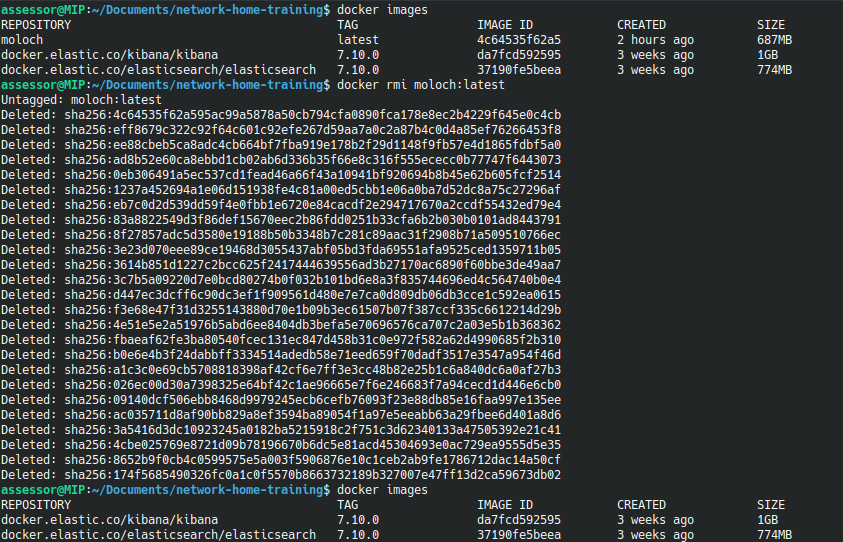 assessor@MIP:~/Documents/network-home-training$ docker images
REPOSITORY TAG IMAGE ID CREATED SIZE
moloch latest 4c64535f62a5 2 hours ago 687MB
docker.elastic.co/kibana/kibana 7.10.0 da7fcd592595 3 weeks ago 1GB
docker.elastic.co/elasticsearch/elasticsearch 7.10.0 37190fe5beea 3 weeks ago 774MB
assessor@MIP:~/Documents/network-home-training$ docker rmi moloch:latest
Untagged: moloch:latest
Deleted: sha256:4c64535f62a595ac99a5878a50cb794cfa0890fca178e8ec2b4229f645e0c4cb
Deleted: sha256:eff8679c322c92f64c601c92efe267d59aa7a0c2a87b4c0d4a85ef76266453f8
Deleted: sha256:ee88cbeb5ca8adc4cb664bf7fba919e178b2f29d1148f9fb57e4d1865fdbf5a0
Deleted: sha256:ad8b52e60ca8ebbd1cb02ab6d336b35f66e8c316f555ececc0b77747f6443073
Deleted: sha256:0eb306491a5ec537cd1fead46a66f43a10941bf920694b8b45e62b605fcf2514
Deleted: sha256:1237a452694a1e06d151938fe4c81a00ed5cbb1e06a0ba7d52dc8a75c27296af
Deleted: sha256:eb7c0d2d539dd59f4e0fbb1e6720e84cacdf2e294717670a2ccdf55432ed79e4
Deleted: sha256:83a8822549d3f86def15670eec2b86fdd0251b33cfa6b2b030b0101ad8443791
Deleted: sha256:8f27857adc5d3580e19188b50b3348b7c281c89aac31f2908b71a509510766ec
Deleted: sha256:3e23d070eee89ce19468d3055437abf05bd3fda69551afa9525ced1359711b05
Deleted: sha256:3614b851d1227c2bcc625f2417444639556ad3b27170ac6890f60bbe3de49aa7
Deleted: sha256:3c7b5a09220d7e0bcd80274b0f032b101bd6e8a3f835744696ed4c564740b0e4
Deleted: sha256:d447ec3dcff6c90dc3ef1f909561d480e7e7ca0d809db06db3cce1c592ea0615
Deleted: sha256:f3e68e47f31d3255143880d70e1b09b3ec61507b07f387ccf335c6612214d29b
Deleted: sha256:4e51e5e2a51976b5abd6ee8404db3befa5e70696576ca707c2a03e5b1b368362
Deleted: sha256:fbaeaf62fe3ba80540fcec131ec847d458b31c0e972f582a62d4990685f2b310
Deleted: sha256:b0e6e4b3f24dabbff3334514adedb58e71eed659f70dadf3517e3547a954f46d
Deleted: sha256:a1c3c0e69cb5708818398af42cf6e7ff3e3cc48b82e25b1c6a840dc6a0af27b3
Deleted: sha256:026ec00d30a7398325e64bf42c1ae96665e7f6e246683f7a94cecd1d446e6cb0
Deleted: sha256:09140dcf506ebb8468d9979245ecb6cefb76093f23e88db85e16faa997e135ee
Deleted: sha256:ac035711d8af90bb829a8ef3594ba89054f1a97e5eeabb63a29fbee6d401a8d6
Deleted: sha256:3a5416d3dc10923245a0182ba5215918c2f751c3d62340133a47505392e21c41
Deleted: sha256:4cbe025769e8721d09b78196670b6dc5e81acd45304693e0ac729ea9555d5e35
Deleted: sha256:8652b9f0cb4c0599575e5a003f5906876e10c1ceb2ab9fe1786712dac14a50cf
Deleted: sha256:174f5685490326fc0a1c0f5570b8663732189b327007e47ff13d2ca59673db02
assessor@MIP:~/Documents/network-home-training$ docker images
REPOSITORY TAG IMAGE ID CREATED SIZE
docker.elastic.co/kibana/kibana 7.10.0 da7fcd592595 3 weeks ago 1GB
docker.elastic.co/elasticsearch/elasticsearch 7.10.0 37190fe5beea 3 weeks ago 774MB